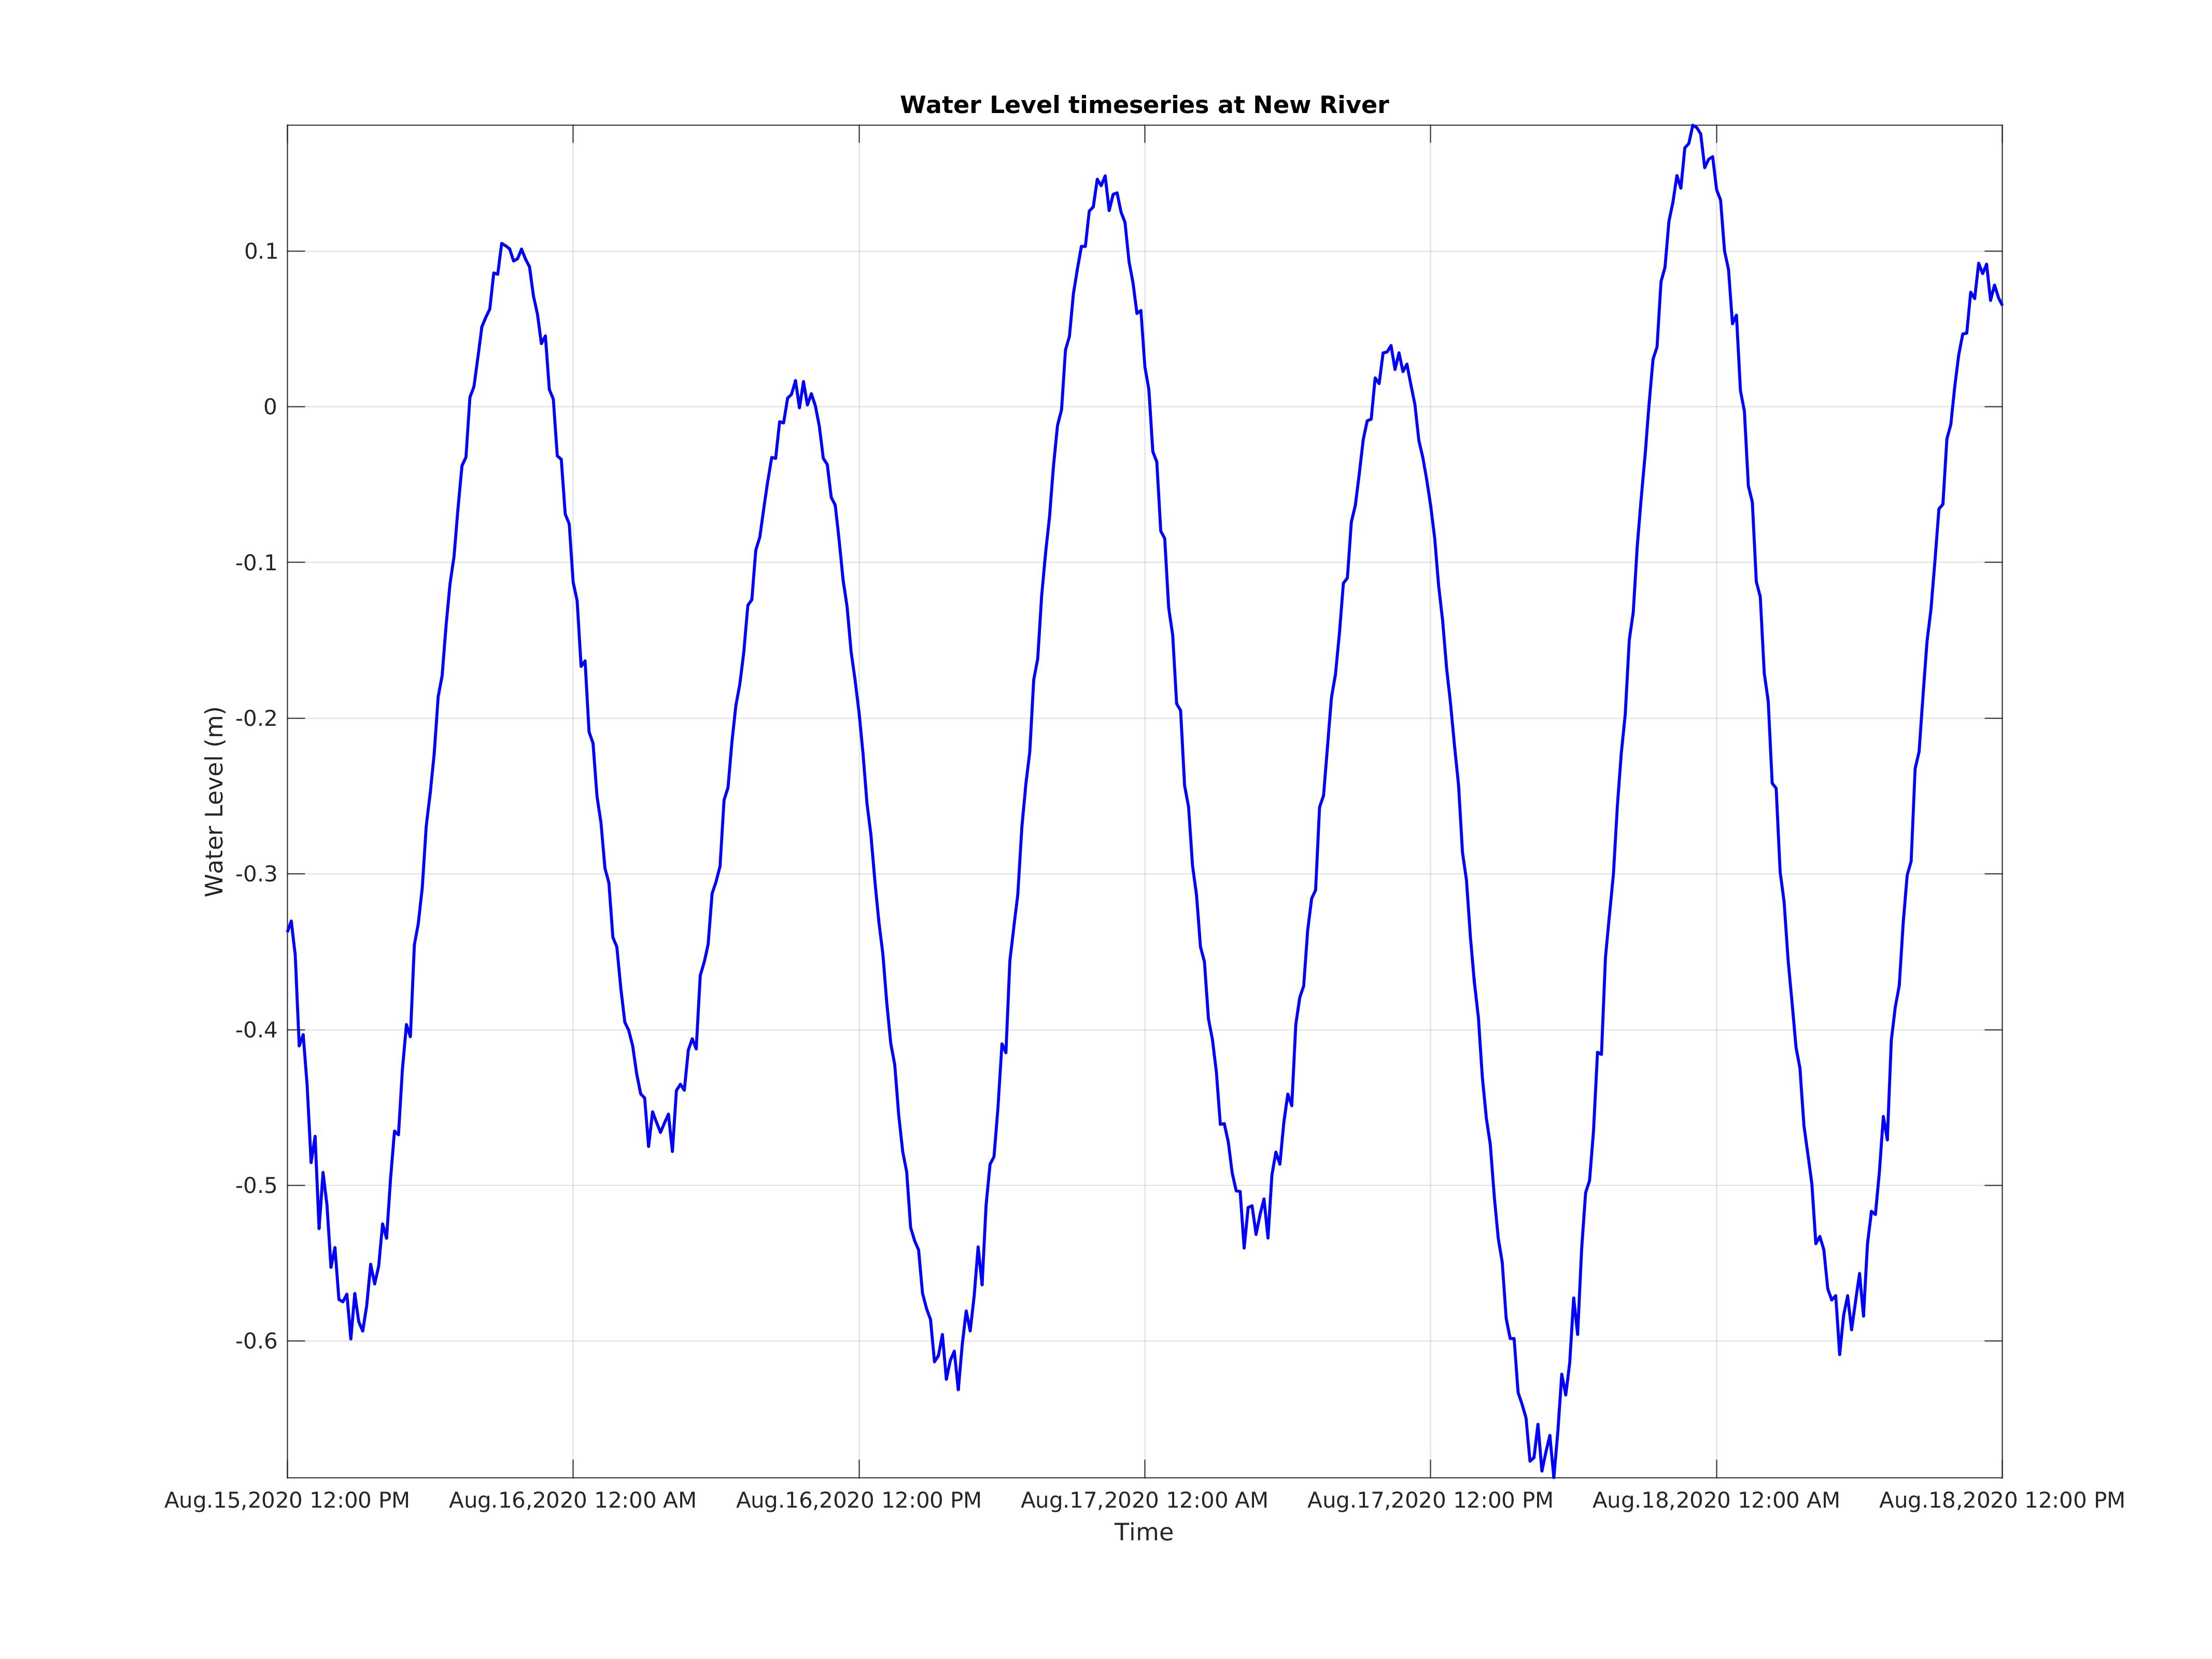 Water Level timeseries at New River
Water Level (m)
0.1
0
-0.1
-0.2
-0.3
-0.4
-0.5
-0.6
Aug.15,2020 12:00 PM Aug.16,2020 12:00 AM Aug.16,2020 12:00 PM Aug.17,2020 12:00 AM Aug.17,2020 12:00 PM Aug.18,2020 12:00 AM Aug.18,2020 12:00 PM
Time